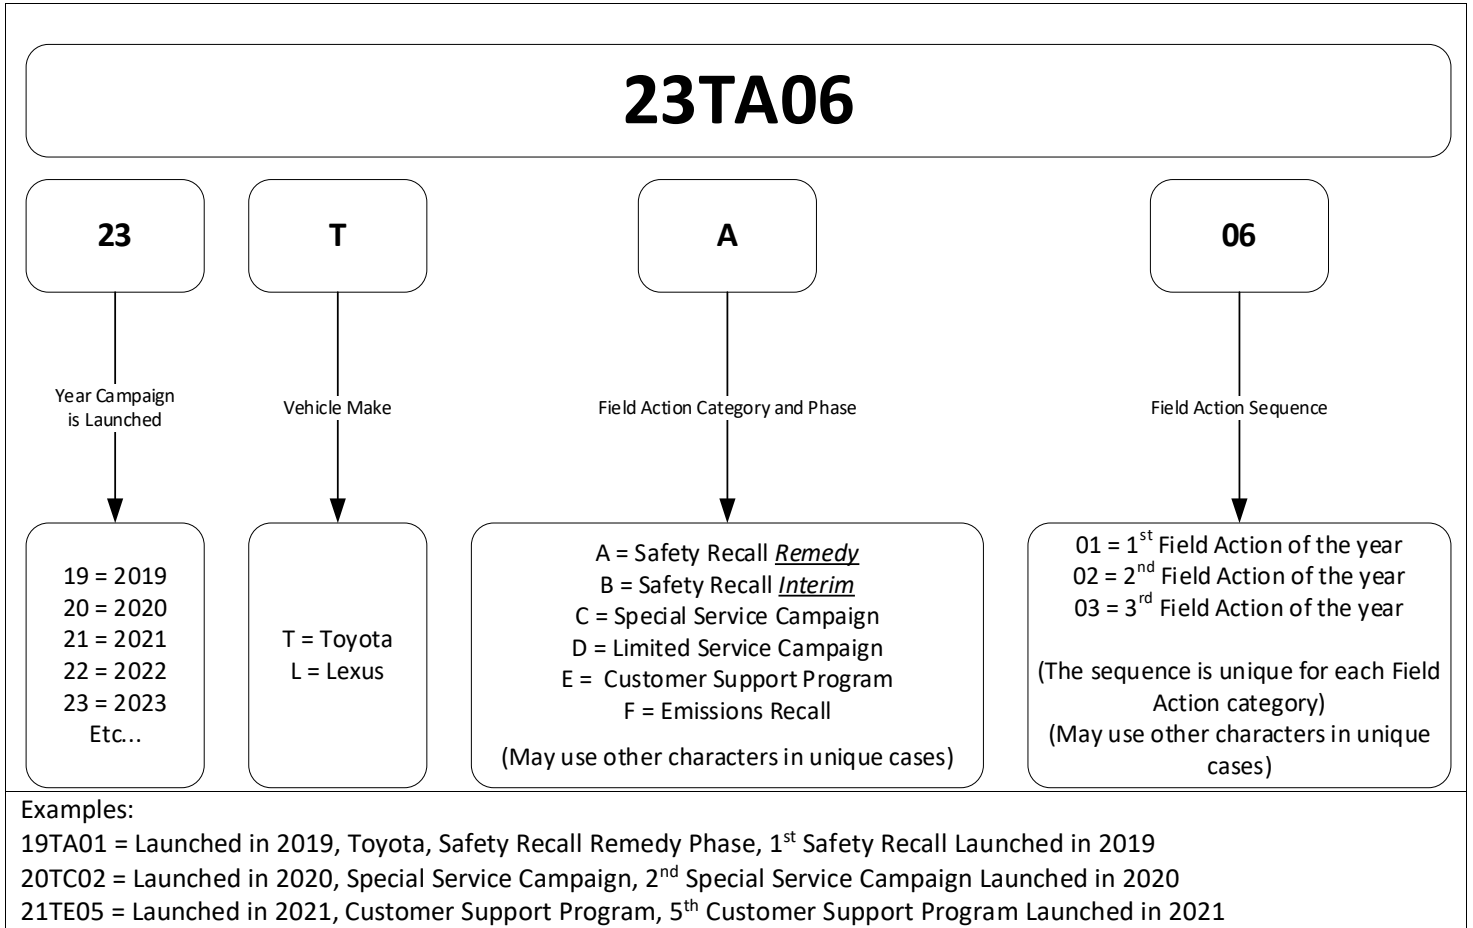 23TA06
23
T
A
06
Year Campaign
is Launched
Vehicle Make
Field Action Category and Phase
Field Action Sequence
19 = 2019
20 = 2020
21 = 2021
22 = 2022
23 = 2023
Etc...
T = Toyota
L = Lexus
A = Safety Recall Remedy
B = Safety Recall Interim
C = Special Service Campaign
D = Limited Service Campaign
E = Customer Support Program
F = Emissions Recall
(May use other characters in unique cases)
01 = 1st Field Action of the year
02 = 2nd Field Action of the year
03 = 3rd Field Action of the year
(The sequence is unique for each Field
Action category)
(May use other characters in unique
cases)
Examples:
19TA01 = Launched in 2019, Toyota, Safety Recall Remedy Phase, 1st Safety Recall Launched in 2019
20TC02 = Launched in 2020, Special Service Campaign, 2nd Special Service Campaign Launched in 2020
21TE05 = Launched in 2021, Customer Support Program, 5th Customer Support Program Launched in 2021